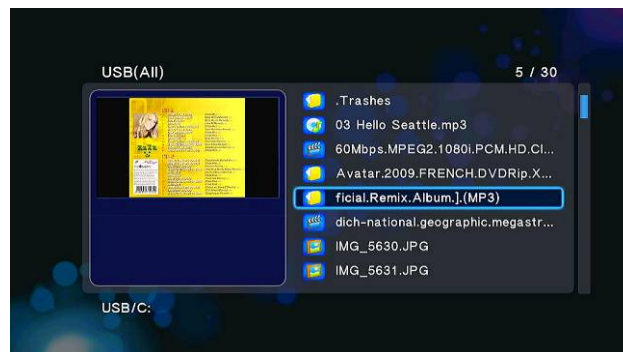 USB(All)
5 / 30
.Trashes
03 Hello Seattle.mp3
60Mbps.MPEG2.1080i.PCM.HD.Cl...
Avatar.2009.FRENCH.DVDRip.X...
ficial.Remix.Album.].(MP3)
dich-national.geographic.megastr...
IMG_5630.JPG
IMG_5631.JPG
USB/C: